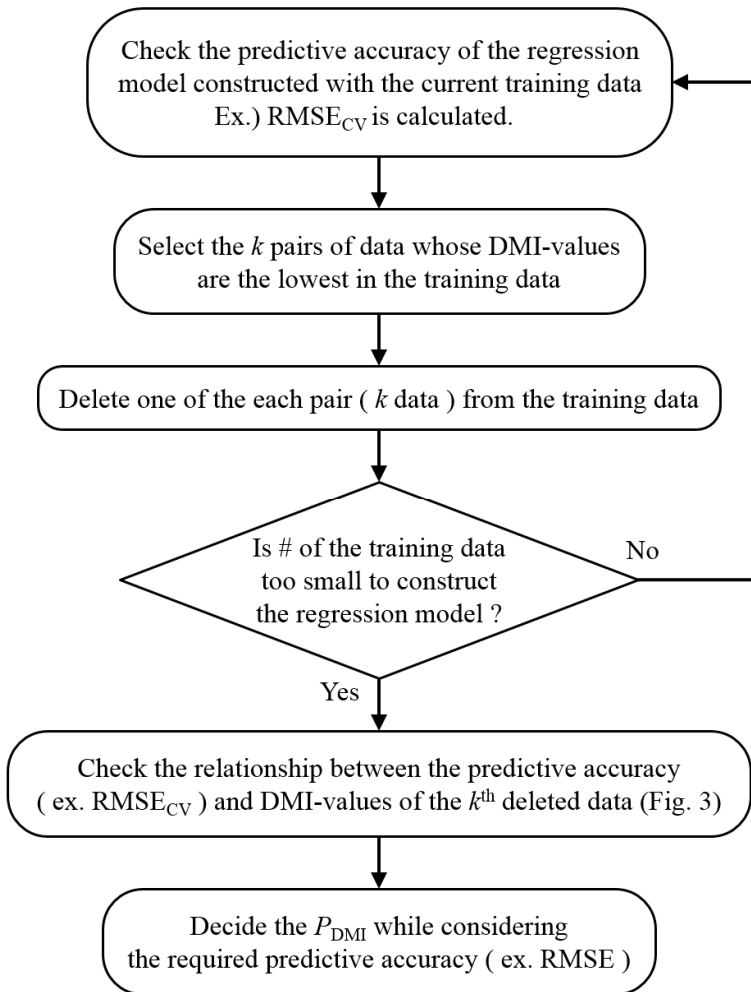 Check the predictive accuracy of the regression
model constructed with the current training data
Ex.) RMSE_CV is calculated.
Select the k pairs of data whose DMI-values
are the lowest in the training data
Delete one of the each pair ( k data ) from the training data
Is # of the training data
too small to construct
the regression model ?
No
Yes
Check the relationship between the predictive accuracy
( ex. RMSE_CV ) and DMI-values of the k^th deleted data (Fig. 3)
Decide the P_DMI while considering
the required predictive accuracy ( ex. RMSE )